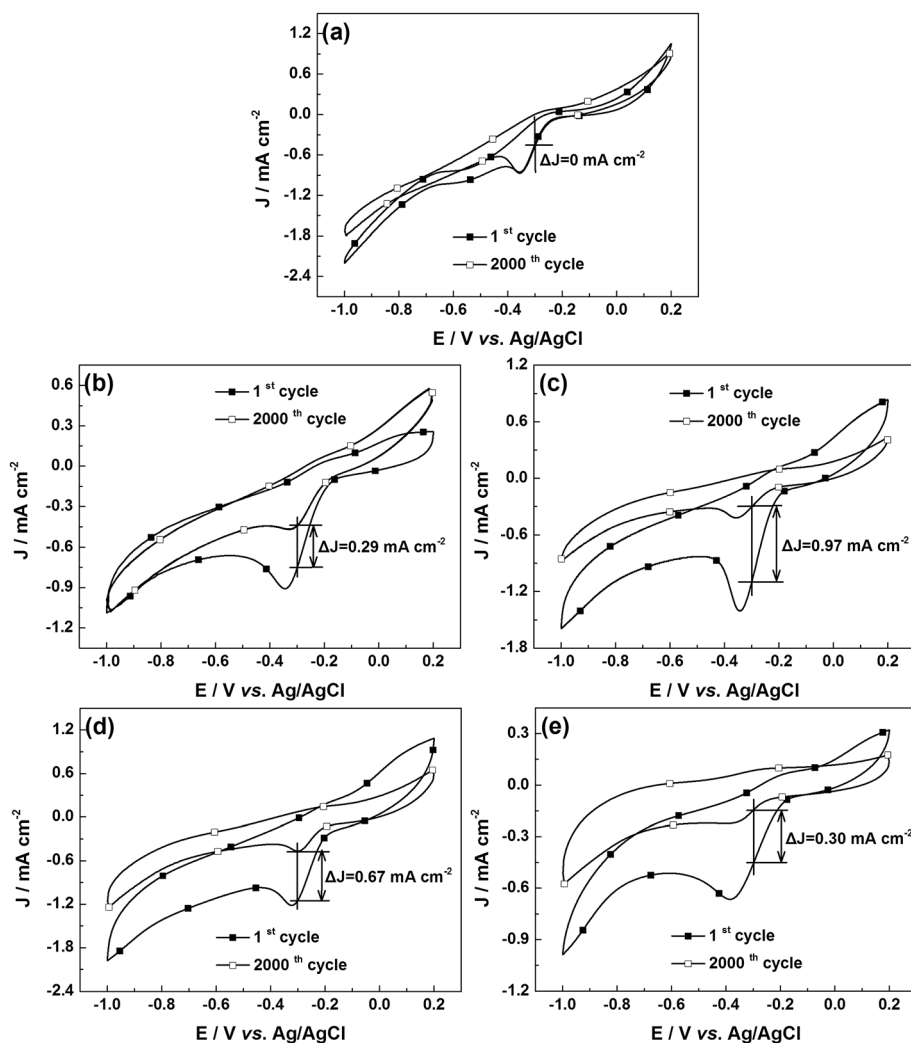 (a)
1.2
0.6
0.0
-0.6
-1.2
-1.8
-2.4
J / mA cm-2
ΔJ=0 mA cm-2
1 st cycle
2000 th cycle
-1.0 -0.8 -0.6 -0.4 -0.2 0.0 0.2
E / V vs. Ag/AgCl
(b)
0.6
0.3
0.0
-0.3
-0.6
-0.9
-1.2
J / mA cm-2
1 st cycle
2000 th cycle
ΔJ=0.29 mA cm-2
-1.0 -0.8 -0.6 -0.4 -0.2 0.0 0.2
E / V vs. Ag/AgCl
(c)
0.6
0.0
-0.6
-1.2
-1.8
J / mA cm-2
1 st cycle
2000 th cycle
ΔJ=0.97 mA cm-2
-1.0 -0.8 -0.6 -0.4 -0.2 0.0 0.2
E / V vs. Ag/AgCl
(d)
1.2
0.6
0.0
-0.6
-1.2
-1.8
-2.4
J / mA cm-2
ΔJ=0.67 mA cm-2
1 st cycle
2000 th cycle
-1.0 -0.8 -0.6 -0.4 -0.2 0.0 0.2
E / V vs. Ag/AgCl
(e)
0.3
0.0
-0.3
-0.6
-0.9
-1.2
J / mA cm-2
ΔJ=0.30 mA cm-2
1 st cycle
2000 th cycle
-1.0 -0.8 -0.6 -0.4 -0.2 0.0 0.2
E / V vs. Ag/AgCl